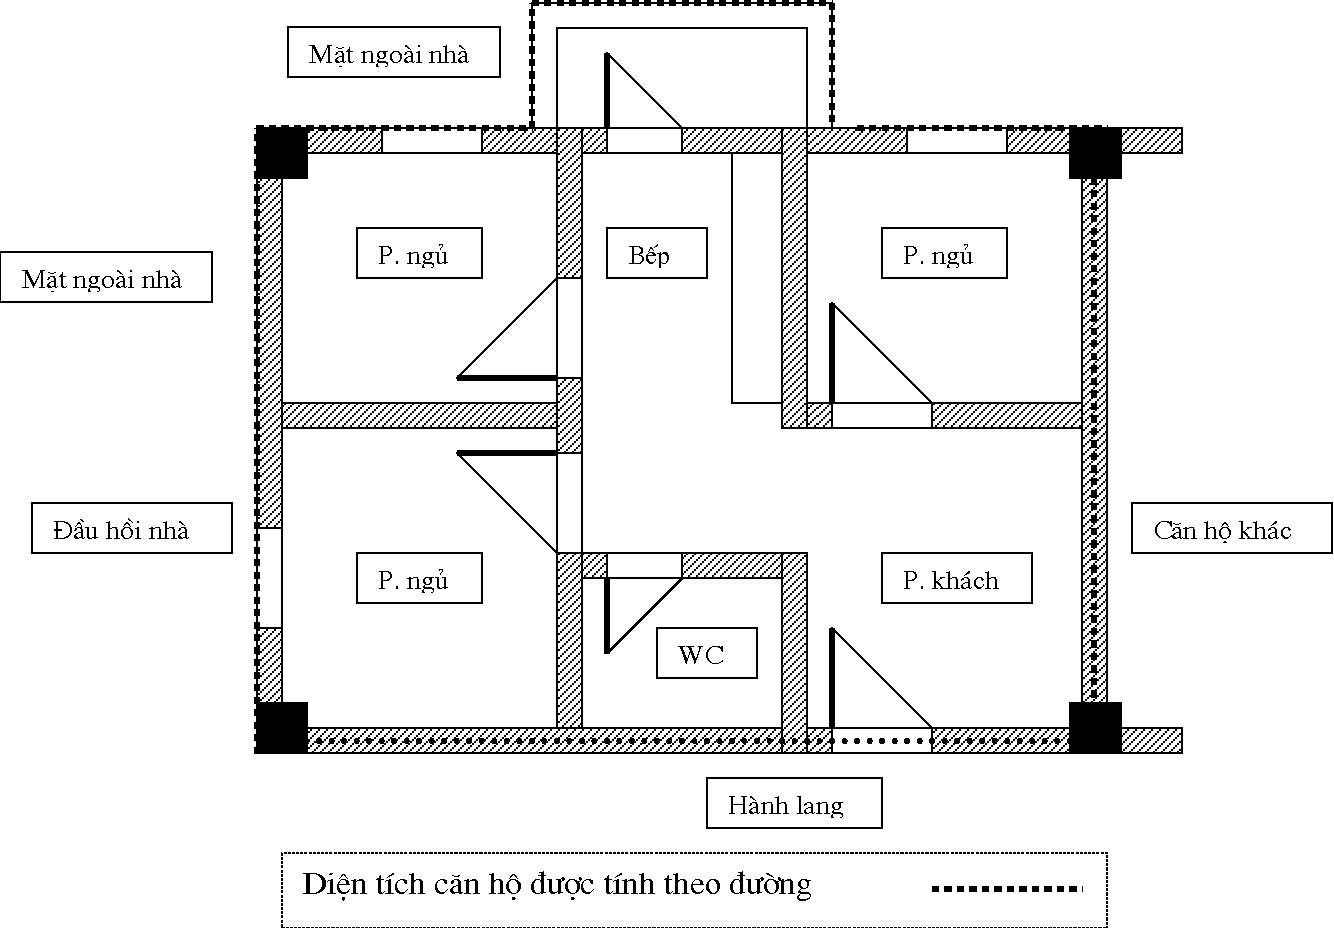 Mặt ngoài nhà
P. ngủ
Bếp
P. ngủ
Mặt ngoài nhà
Đầu hồi nhà
Căn hộ khác
P. ngủ
P. khách
WC
Hành lang
Diện tích căn hộ được tính theo đường